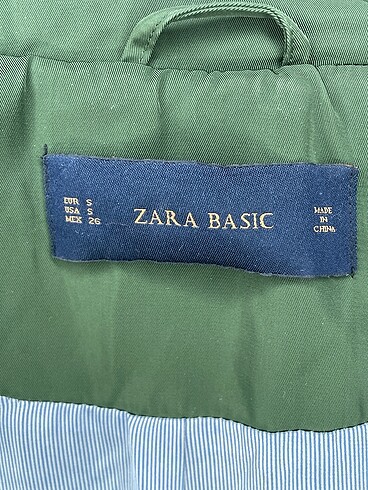 EUR S
USA S
MEX 26
ZARA BASIC
MADE
IN
CHINA